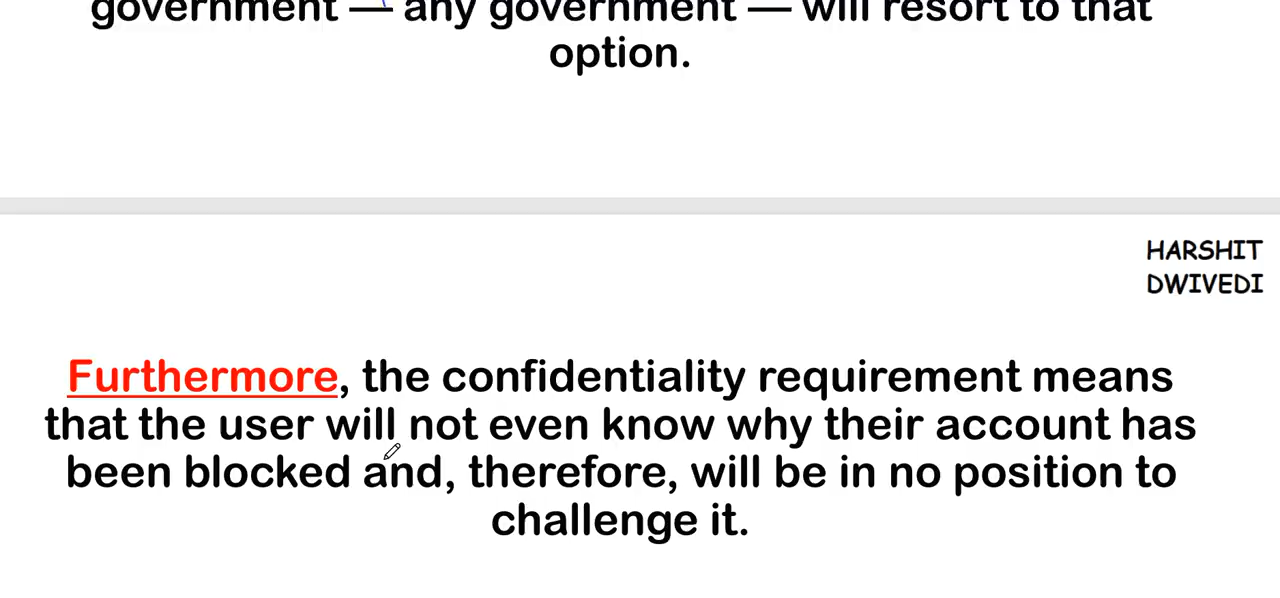 government — any government — will resort to that
option.
HARSHIT
DWIVEDI
Furthermore, the confidentiality requirement means
that the user will not even know why their account has
been blocked and, therefore, will be in no position to
challenge it.